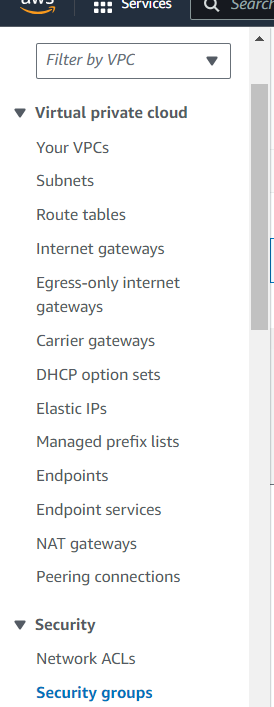 aws
Services
Search
Filter by VPC
Virtual private cloud
Your VPCs
Subnets
Route tables
Internet gateways
Egress-only internet
gateways
Carrier gateways
DHCP option sets
Elastic IPs
Managed prefix lists
Endpoints
Endpoint services
NAT gateways
Peering connections
Security
Network ACLs
Security groups